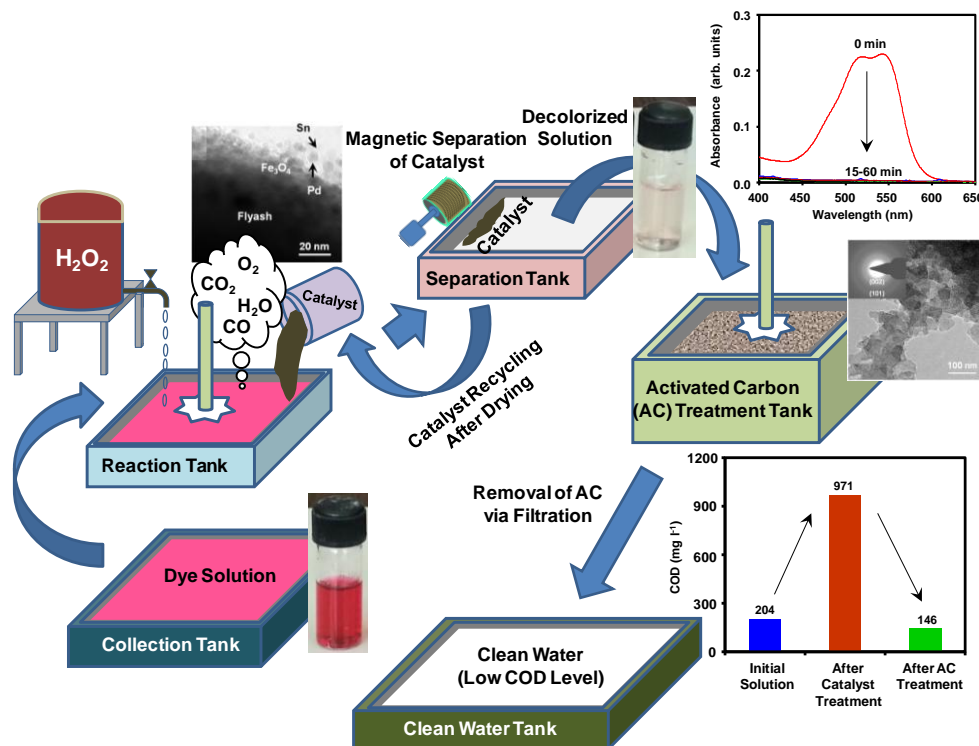 H₂O₂
Sn
Fe₃O₄
Pd
Flyash
20 nm
O₂
CO₂
H₂O
CO
Catalyst
Reaction Tank
Dye Solution
Collection Tank
Magnetic Separation
of Catalyst
Catalyst
Separation Tank
Catalyst Recycling
After Drying
Decolorized
Solution
Absorbance (arb. units)
0.3
0.2
0.1
0.0
0 min
15-60 min
400
450
500
550
600
650
Wavelength (nm)
(002)
(101)
100 nm
Activated Carbon
(AC) Treatment Tank
Removal of AC
via Filtration
Clean Water
(Low COD Level)
Clean Water Tank
COD (mg l⁻¹)
1200
900
600
300
0
204
971
146
Initial
Solution
After
Catalyst
Treatment
After AC
Treatment